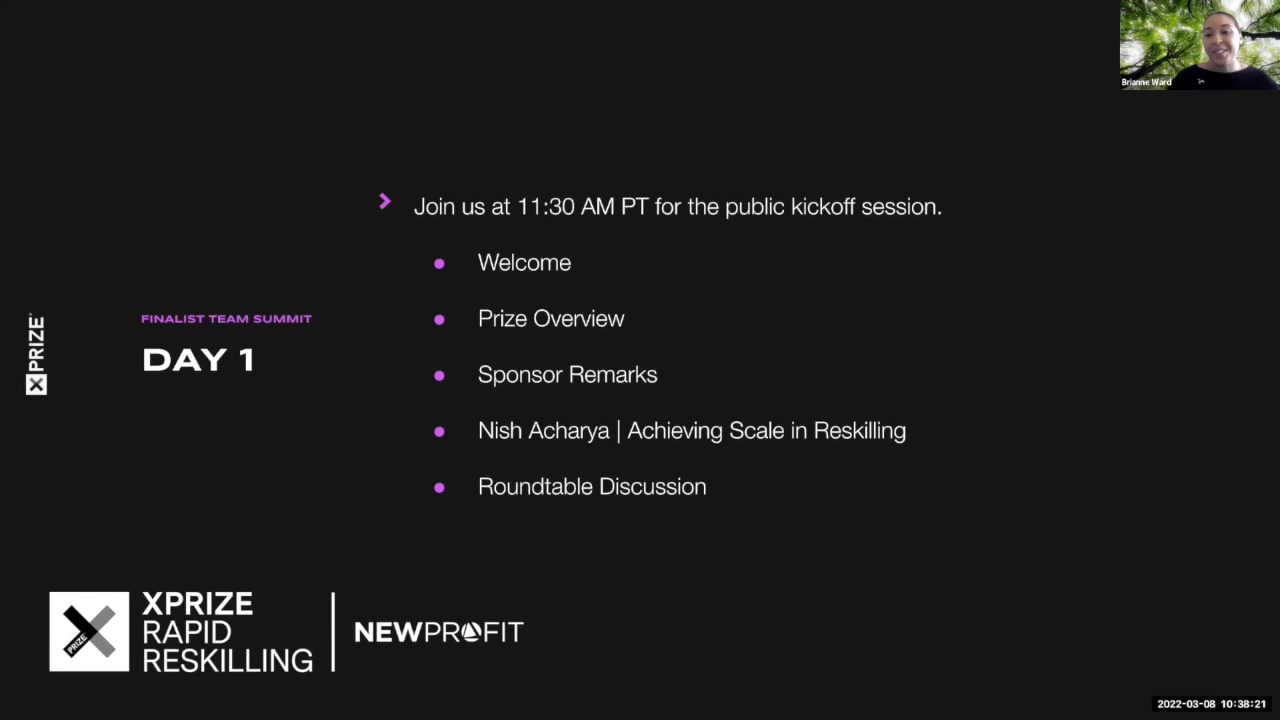 Brianne Ward
Join us at 11:30 AM PT for the public kickoff session.
Welcome
Prize Overview
Sponsor Remarks
Nish Acharya | Achieving Scale in Reskilling
Roundtable Discussion
XPRIZE
FINALIST TEAM SUMMIT
DAY 1
PRIZE
XPRIZE
RAPID
RESKILLING
NEWPROFIT
2022-03-08 10:38:21